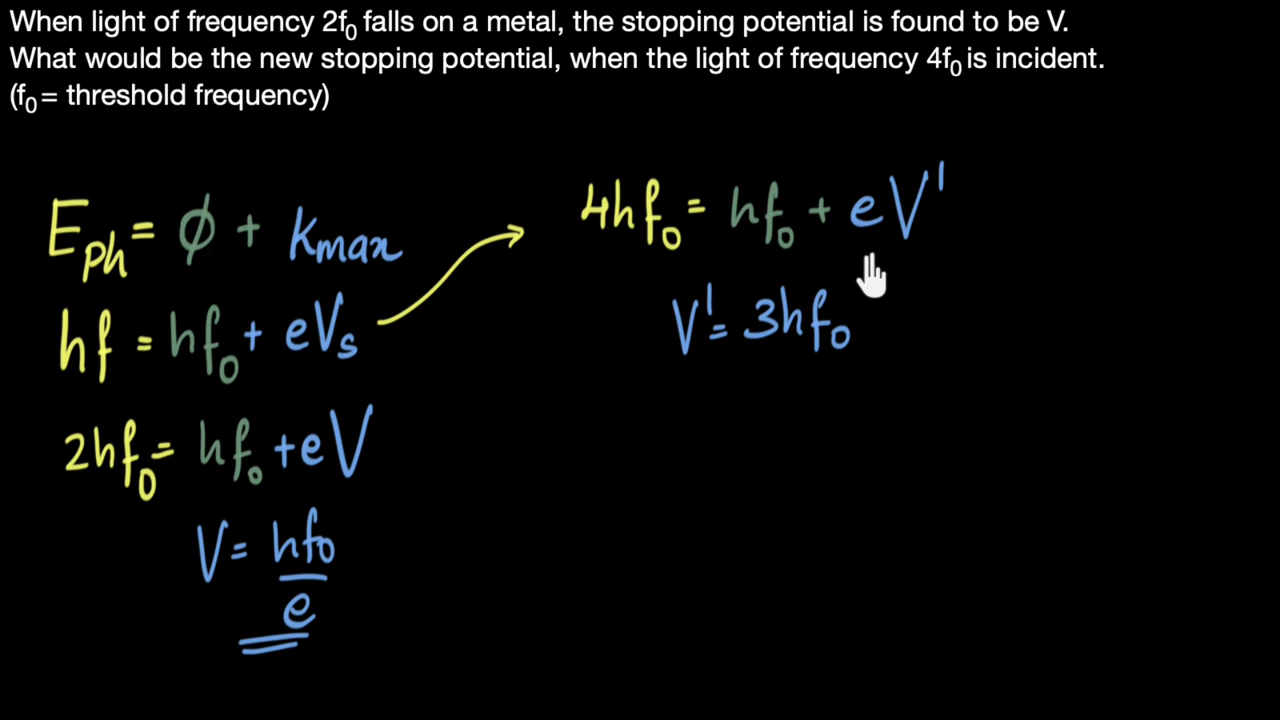 When light of frequency 2f₀ falls on a metal, the stopping potential is found to be V.
What would be the new stopping potential, when the light of frequency 4f₀ is incident.
(f₀ = threshold frequency)
E_ph = ϕ + K_max
hf = hf₀ + eVₛ
2hf₀ = hf₀ + eV
V = hf₀/e
4hf₀ = hf₀ + eV'
V' = 3hf₀